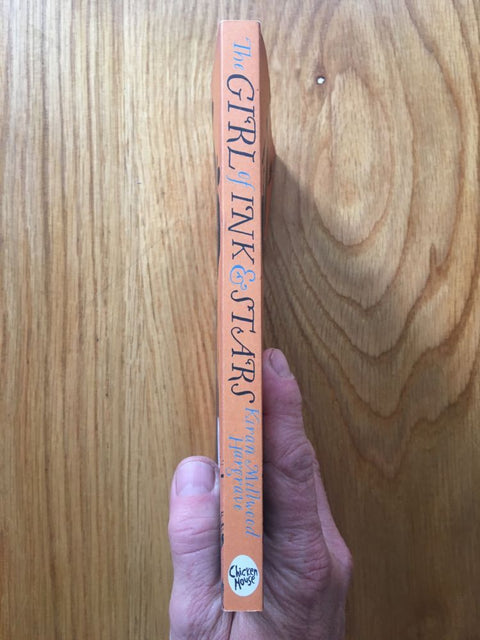 The GIRL of INK & STARS
Kiran Millwood
Hargrave
Chicken
House